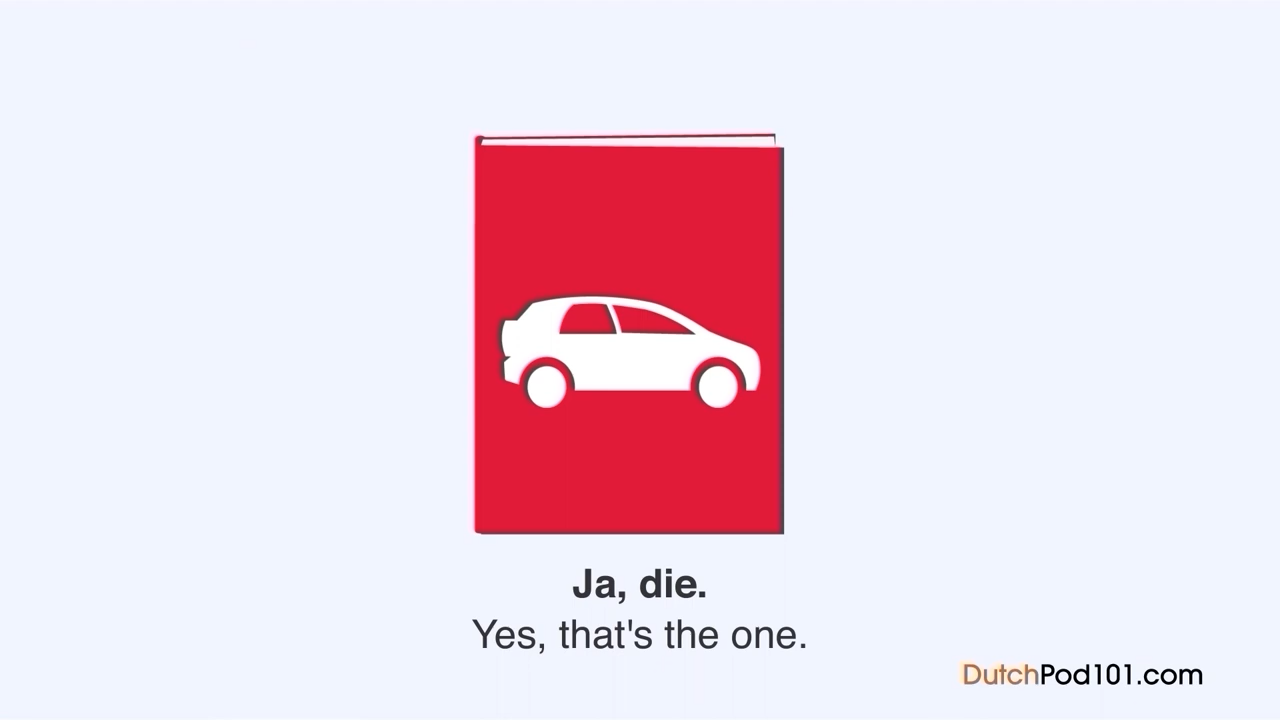 Ja, die.
Yes, that's the one.
DutchPod101.com